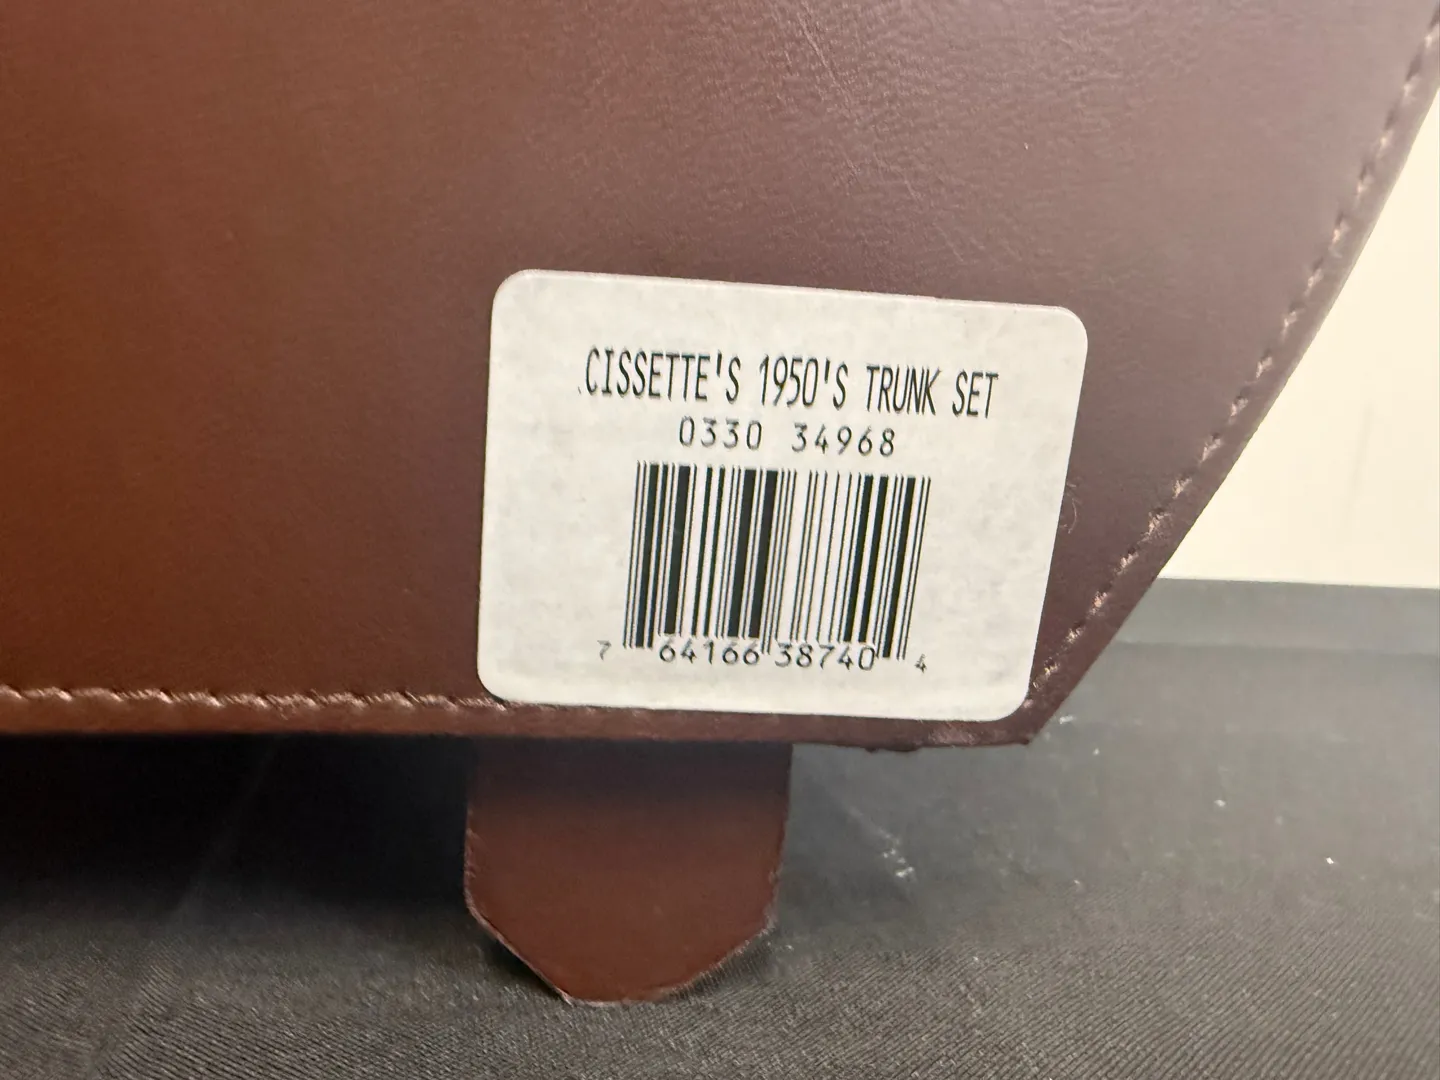 CISSETTE'S 1950'S TRUNK SET
0330 34968
7 64166 38740 4